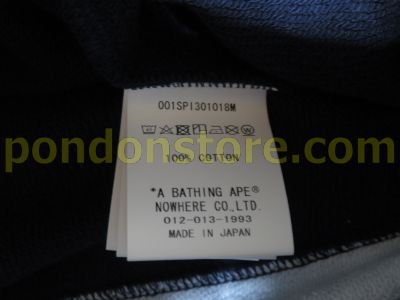 001SPI301018M
pondonstore.com
100% COTTON
*A BATHING APE®
NOWHERE CO.,LTD.
012-013-1993
MADE IN JAPAN